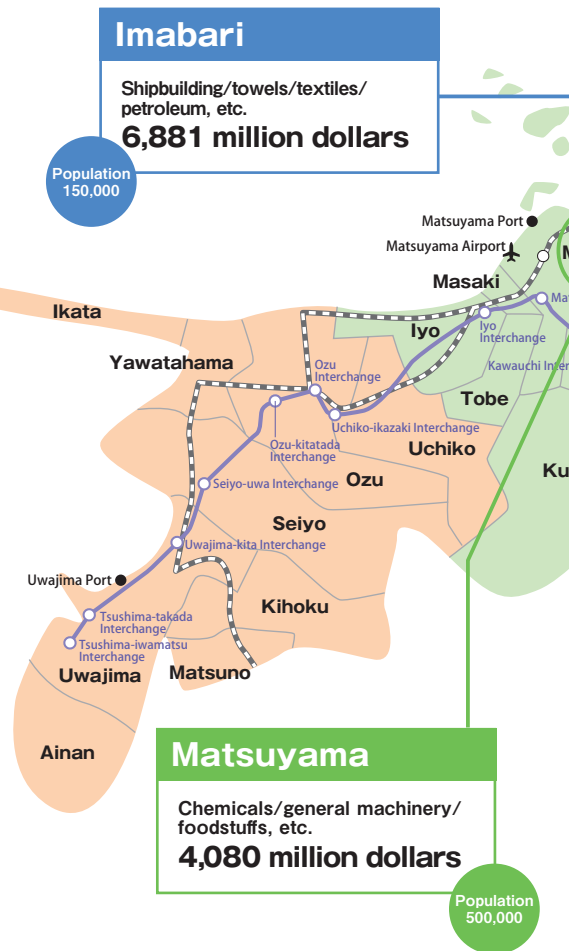 Imabari
Shipbuilding/towels/textiles/
petroleum, etc.
6,881 million dollars
Population
150,000
Matsuyama Port
Matsuyama Airport
M
Masaki
Ikata
Iyo
Iyo
Interchange
Mat
Yawatahama
Ozu
Interchange
Kawauchi Inter
Tobe
Uchiko-ikazaki Interchange
Ozu-kitatada
Interchange
Uchiko
Ku
Ozu
Seiyo-uwa Interchange
Seiyo
Uwajima-kita Interchange
Uwajima Port
Kihoku
Tsushima-takada
Interchange
Tsushima-iwamatsu
Interchange
Uwajima
Matsuno
Ainan
Matsuyama
Chemicals/general machinery/
foodstuffs, etc.
4,080 million dollars
Population
500,000